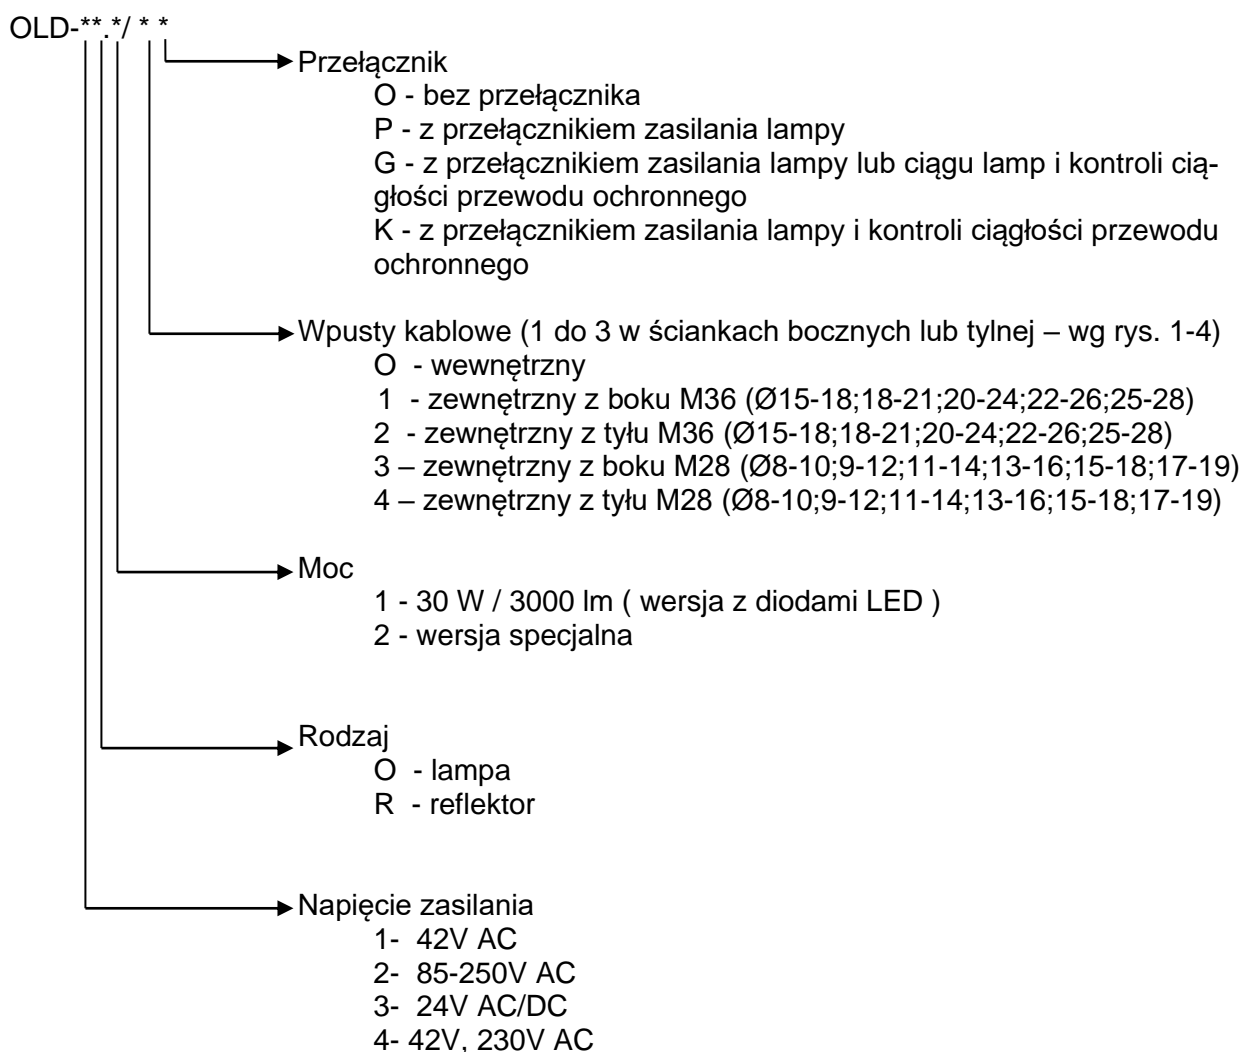 OLD-**.*/ * *
Przełącznik
O - bez przełącznika
P - z przełącznikiem zasilania lampy
G - z przełącznikiem zasilania lampy lub ciągu lamp i kontroli cią-
głości przewodu ochronnego
K - z przełącznikiem zasilania lampy i kontroli ciągłości przewodu
ochronnego
Wpusty kablowe (1 do 3 w ściankach bocznych lub tylnej – wg rys. 1-4)
O - wewnętrzny
1 - zewnętrzny z boku M36 (Ø15-18;18-21;20-24;22-26;25-28)
2 - zewnętrzny z tyłu M36 (Ø15-18;18-21;20-24;22-26;25-28)
3 – zewnętrzny z boku M28 (Ø8-10;9-12;11-14;13-16;15-18;17-19)
4 – zewnętrzny z tyłu M28 (Ø8-10;9-12;11-14;13-16;15-18;17-19)
Moc
1 - 30 W / 3000 lm ( wersja z diodami LED )
2 - wersja specjalna
Rodzaj
O - lampa
R - reflektor
Napięcie zasilania
1- 42V AC
2- 85-250V AC
3- 24V AC/DC
4- 42V, 230V AC